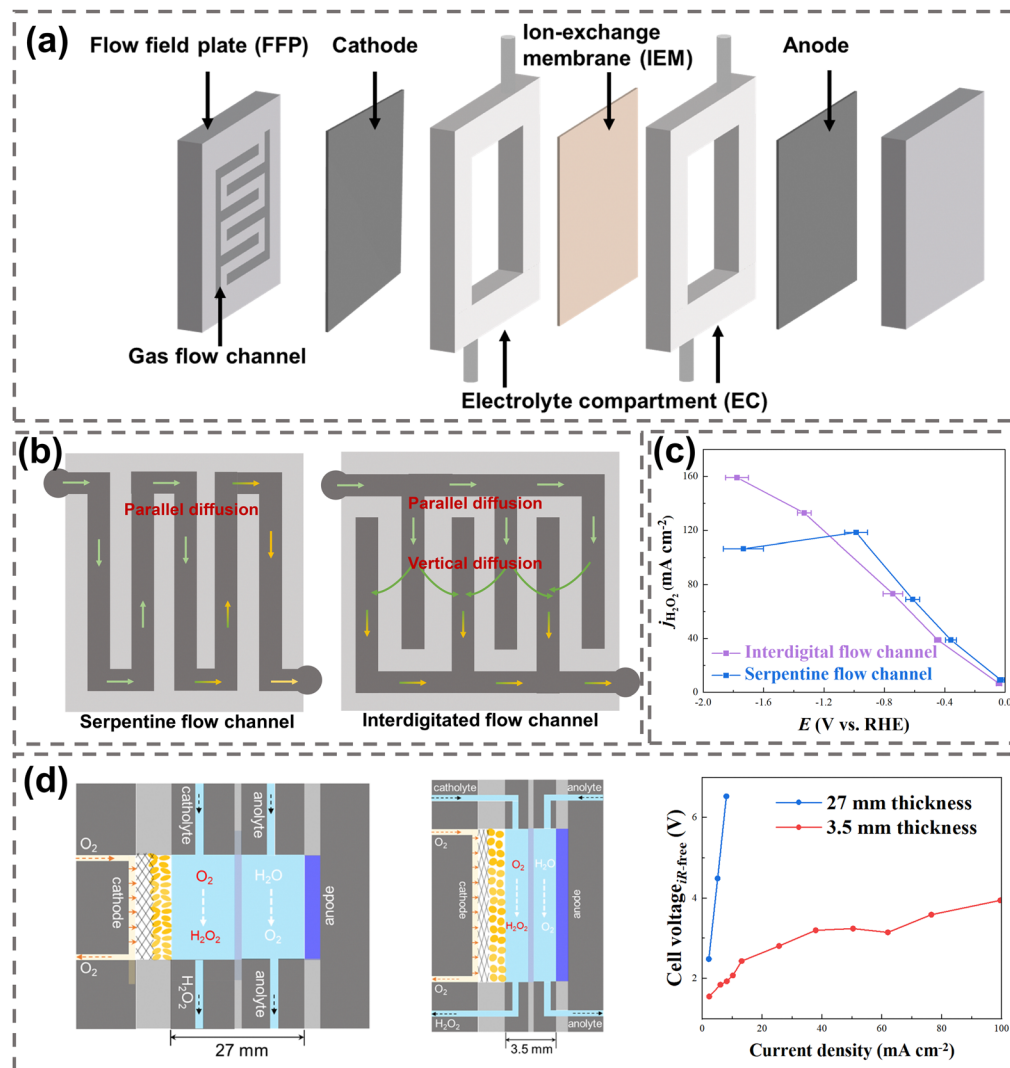 (a)
Flow field plate (FFP)
Cathode
Ion-exchange
membrane (IEM)
Anode
Gas flow channel
Electrolyte compartment (EC)
(b)
Parallel diffusion
Serpentine flow channel
Parallel diffusion
Vertical diffusion
Interdigitated flow channel
(c)
j_H₂O₂ (mA cm⁻²)
160
120
80
40
0
Interdigital flow channel
Serpentine flow channel
-2.0 -1.6 -1.2 -0.8 -0.4 0.0
E (V vs. RHE)
(d)
catholyte
anolyte
O₂
cathode
O₂
H₂O
H₂O₂
O₂
anode
O₂
H₂O₂
anolyte
27 mm
catholyte
anolyte
O₂
cathode
O₂
H₂O
H₂O₂
O₂
anode
O₂
H₂O₂
anolyte
3.5 mm
Cell voltage_iR-free (V)
6
4
2
27 mm thickness
3.5 mm thickness
0 20 40 60 80 100
Current density (mA cm⁻²)